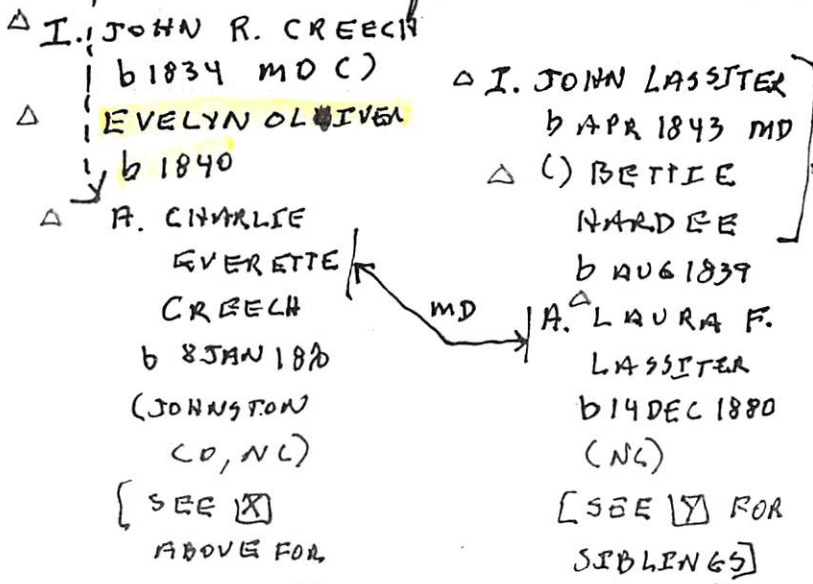 I. JOHN R. CREECH
b 1834 MD ()
EVELYN OLIVER
b 1840
A. CHARLIE
EVERETTE
CREECH
b 8 JAN
(JOHNSTON
CO, NC)
[SEE X
ABOVE FOR
MD
I. JOHN LASSITER
b APR 1843 MD
() BETTIE
HARDEE
b AUG 1839
A. LAURA F.
LASSITER
b 14 DEC 1880
(NC)
[SEE Y FOR
SIBLINGS]